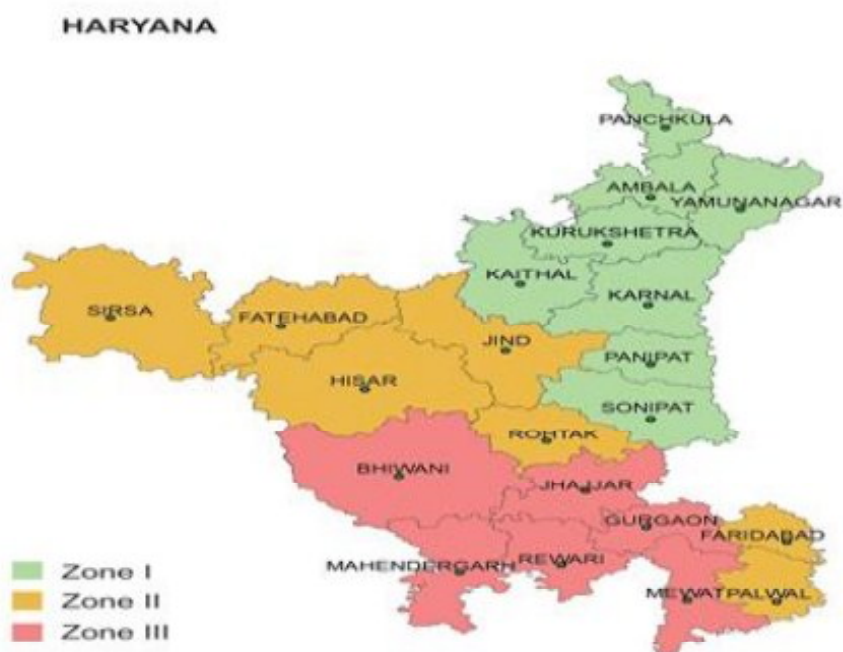 HARYANA
PANCHKULA
AMBALA
YAMUNANAGAR
KURUKSHETRA
KAITHAL
KARNAL
SIRSA
FATEHABAD
JIND
PANIPAT
HISAR
SONIPAT
ROHTAK
BHIWANI
JHAJJAR
GURGAON
FARIDABAD
MAHENDERGARH
REWARI
MEWAT
PALWAL
Zone I
Zone II
Zone III